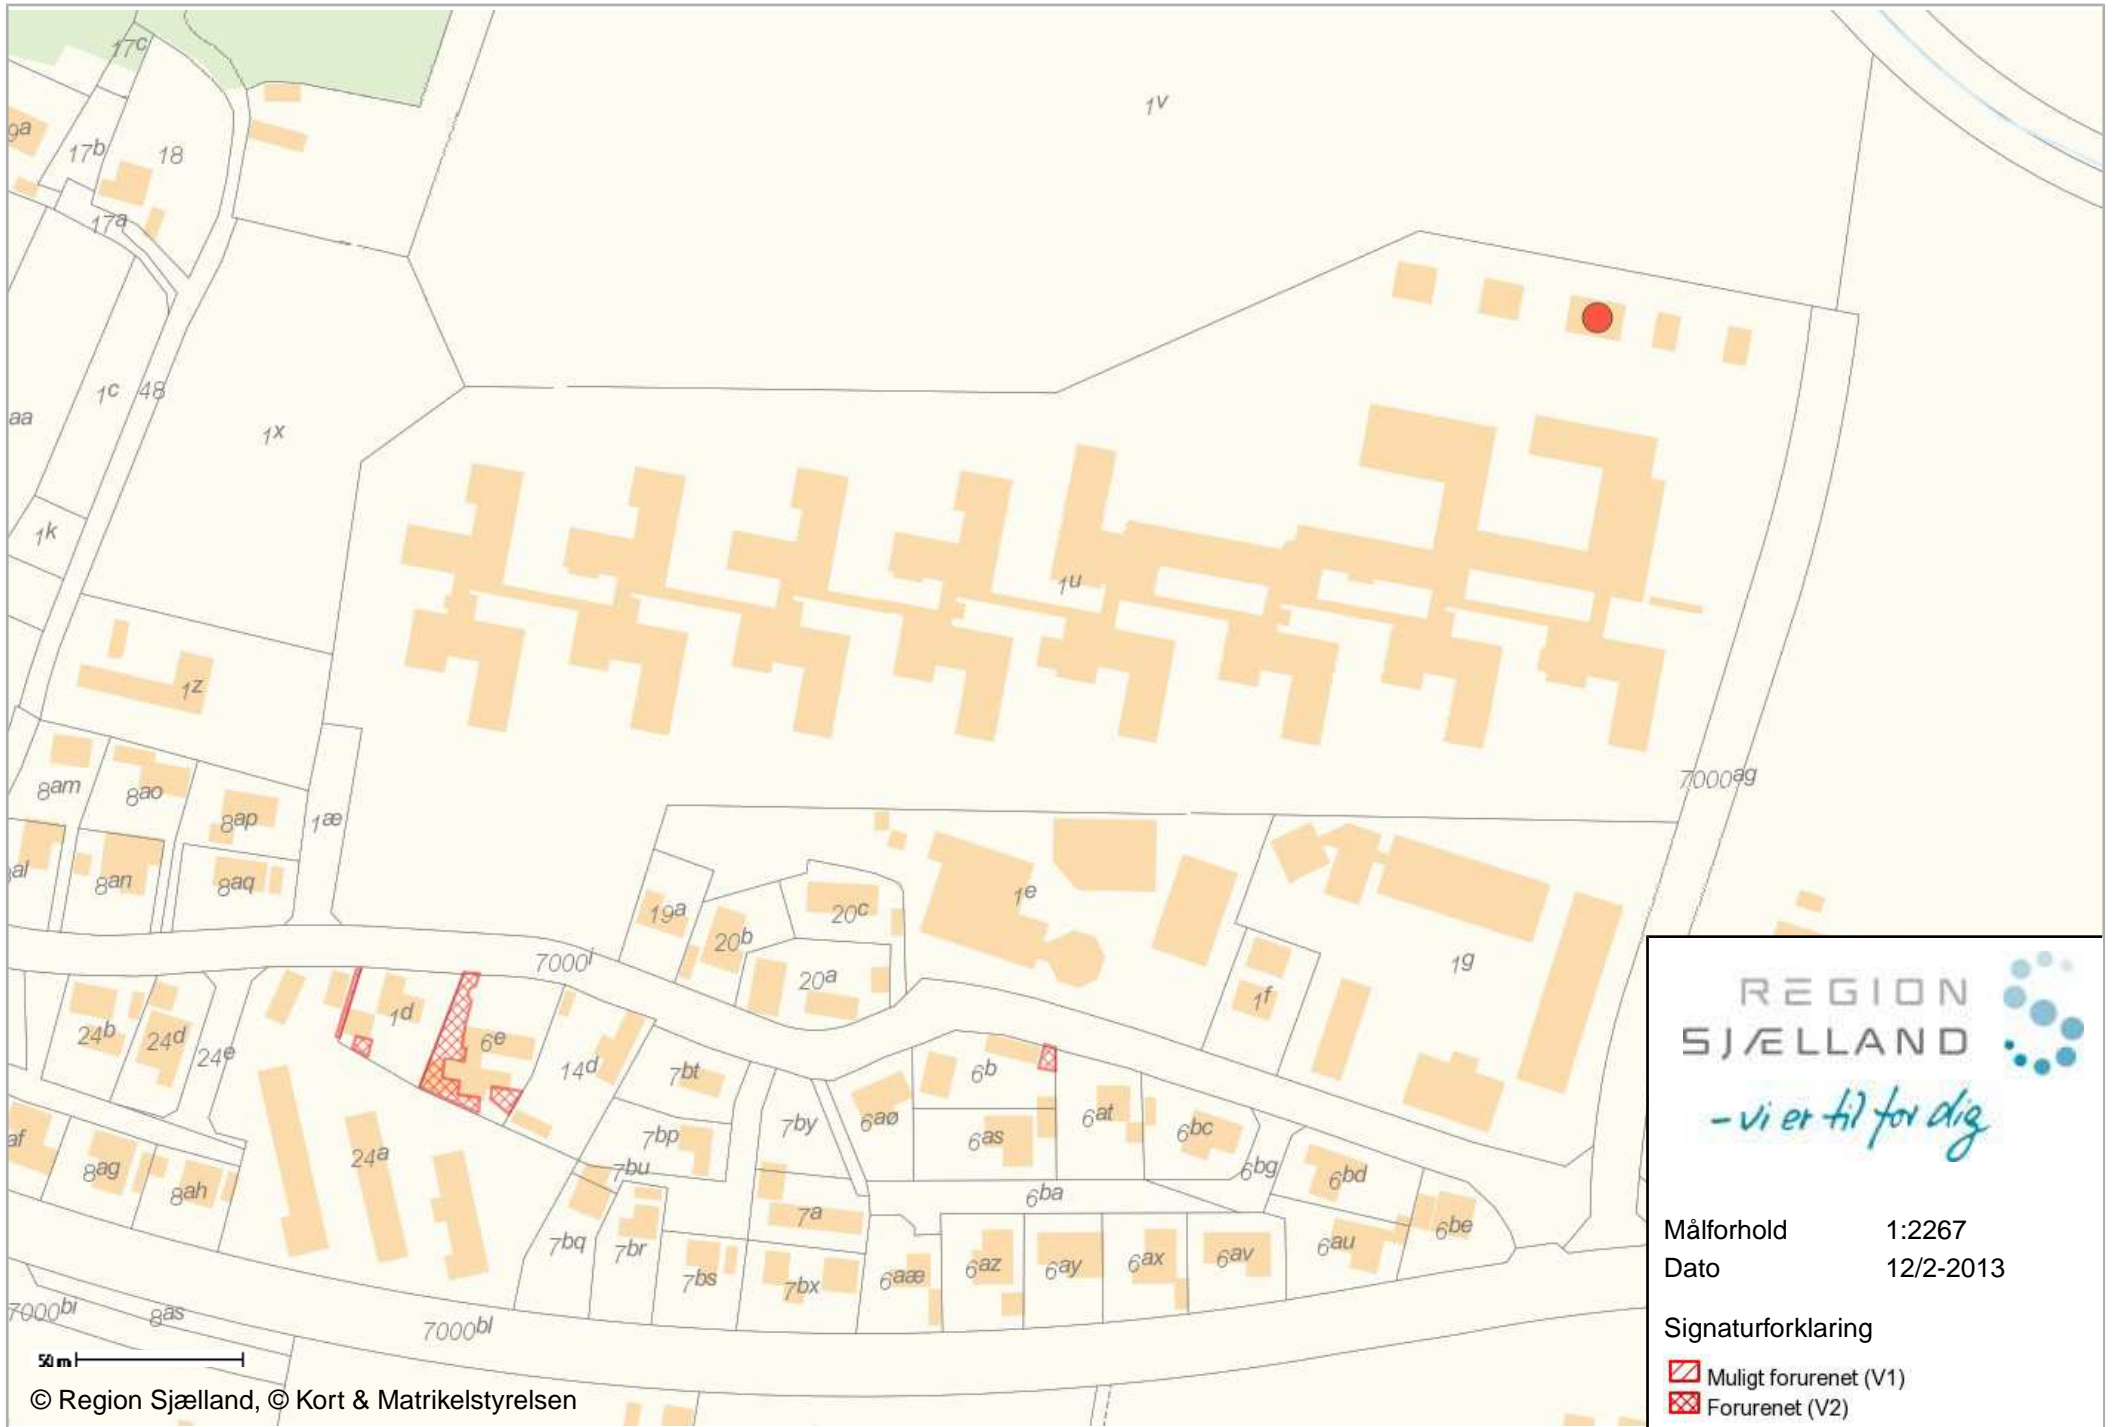 17c
1v
9a
17b
18
17a
1c
48
aa
1x
1k
1u
1z
7000ag
8am
8ao
8ap
1æ
al
8an
8aq
1e
19a
20c
20b
7000i
20a
1g
1f
24b
24d
24e
1d
6e
14d
7bt
6b
6aø
6at
7by
6as
6bc
7bp
af
8ag
24a
7bu
6bg
6bd
8ah
6ba
7a
6be
7bq
7br
6au
7bs
7bx
6aæ
6az
6ay
6ax
6av
7000bi
8as
7000bl
50 m
© Region Sjælland, © Kort & Matrikelstyrelsen
REGION
SJÆLLAND
- vi er til for dig
Målforhold 1:2267
Dato 12/2-2013
Signaturforklaring
Muligt forurenet (V1)
Forurenet (V2)